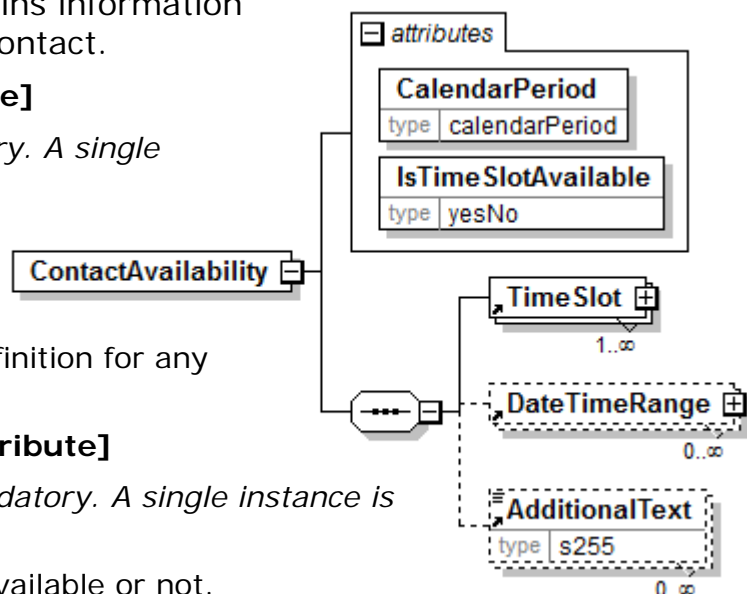 ins information
ontact.
e]
ry. A single
finition for any
ribute]
datory. A single instance is
vailable or not.
attributes
CalendarPeriod
type calendarPeriod
IsTimeSlotAvailable
type yesNo
ContactAvailability
TimeSlot
1..∞
DateTimeRange
0..∞
AdditionalText
type s255
0..∞